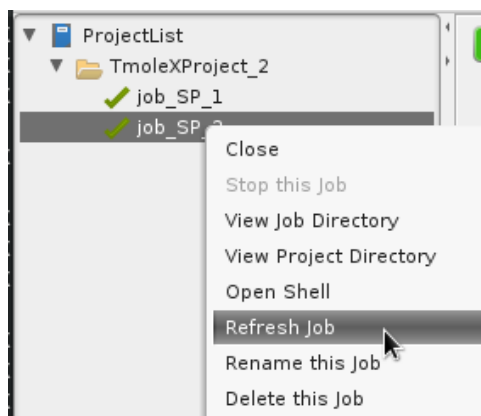 ProjectList
TmoleXProject_2
job_SP_1
job_SP_
Close
Stop this Job
View Job Directory
View Project Directory
Open Shell
Refresh Job
Rename this Job
Delete this Job